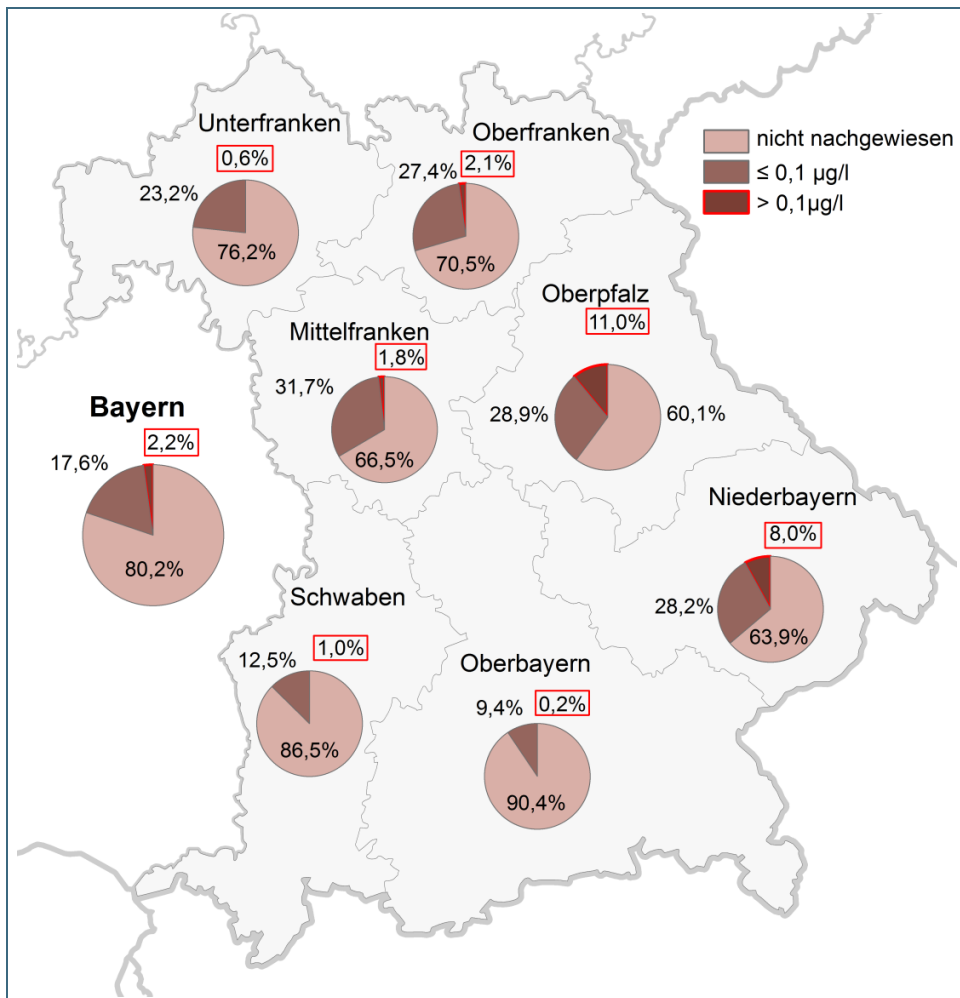 Unterfranken
0,6%
23,2%
76,2%
Oberfranken
27,4%
2,1%
70,5%
nicht nachgewiesen
≤ 0,1 µg/l
> 0,1µg/l
Oberpfalz
11,0%
28,9%
60,1%
Mittelfranken
1,8%
31,7%
66,5%
Bayern
2,2%
17,6%
80,2%
Niederbayern
8,0%
28,2%
63,9%
Schwaben
12,5%
1,0%
86,5%
Oberbayern
9,4%
0,2%
90,4%